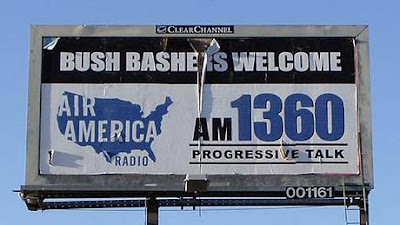 CLEARCHANNEL
BUSH BASHERS WELCOME
AIR
AMERICA
RADIO
AM 1360
PROGRESSIVE TALK
001161